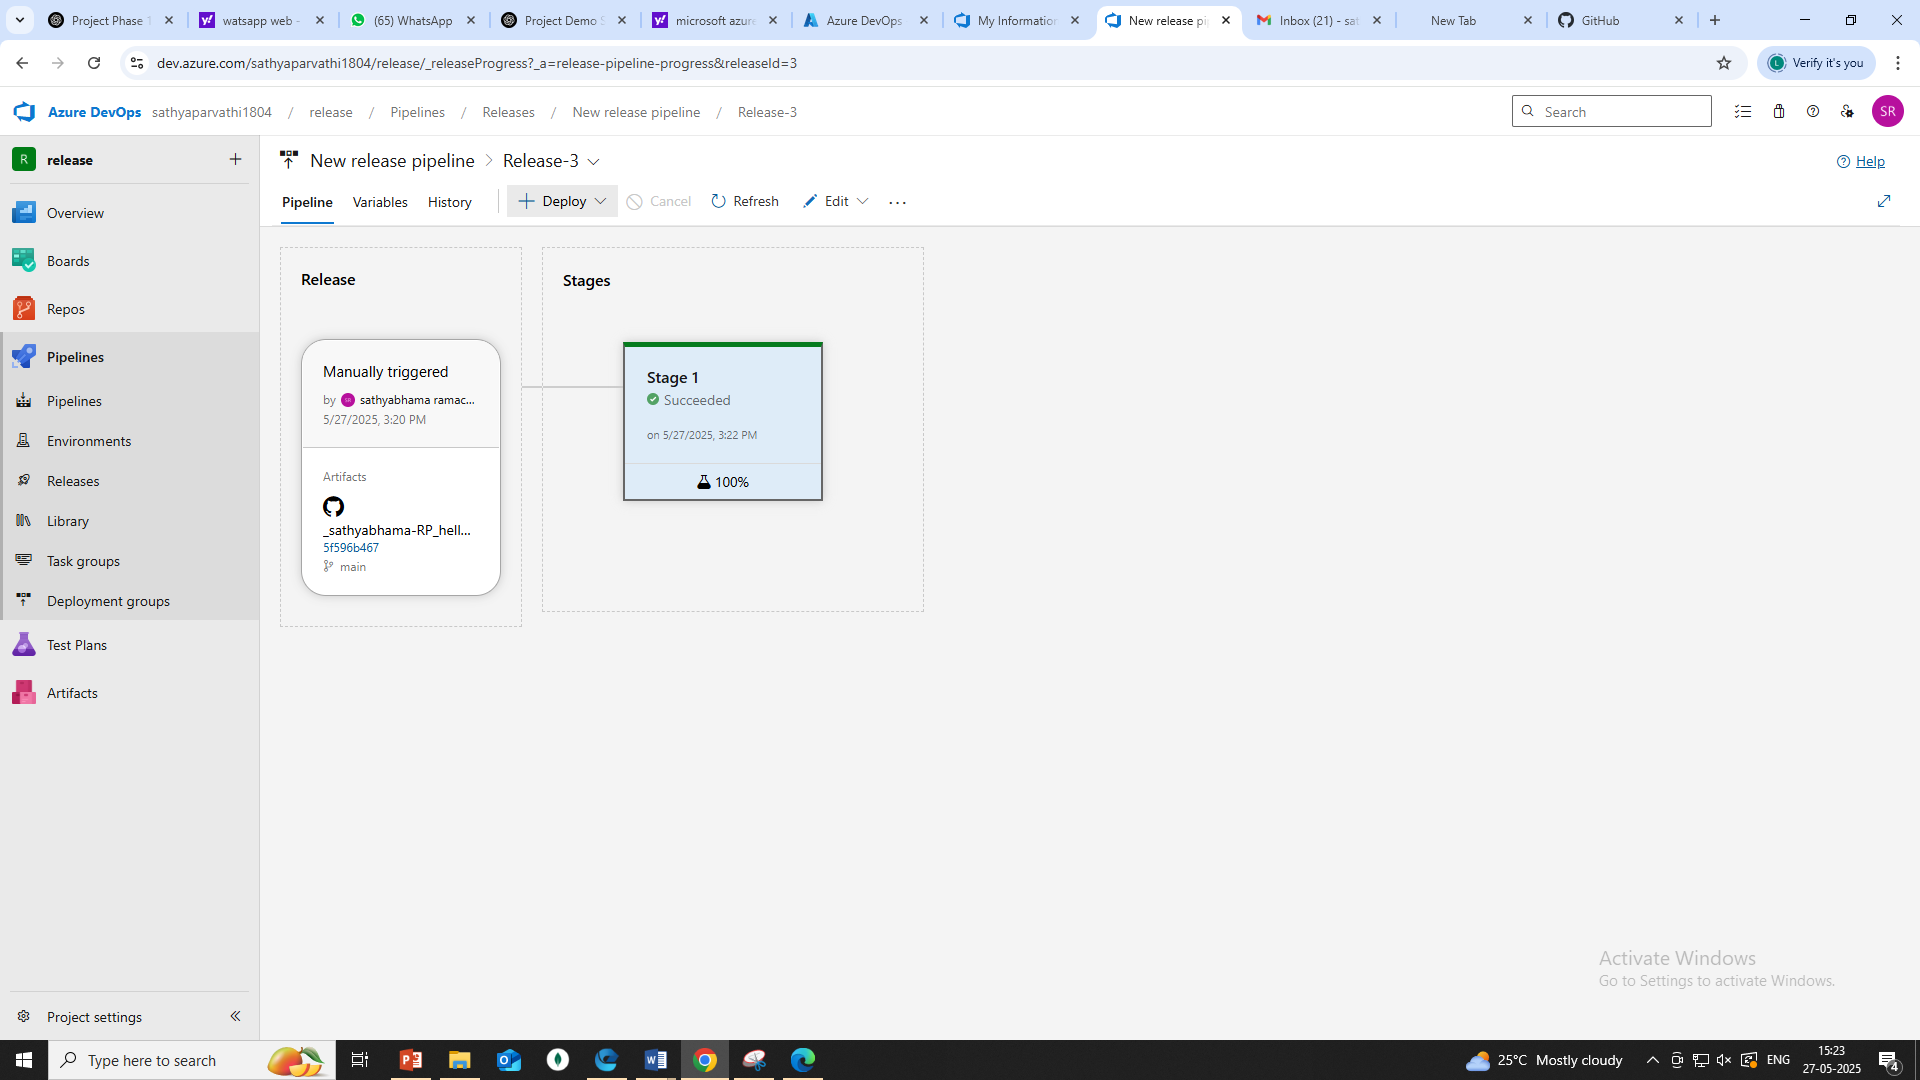 Project Phase 1
watsapp web -
(65) WhatsApp
Project Demo S
microsoft azure
Azure DevOps
My Information
New release pi
Inbox (21) - sat
New Tab
GitHub
dev.azure.com/sathyaparvathi1804/release/_releaseProgress?_a=release-pipeline-progress&releaseId=3
L
Verify it's you
Azure DevOps sathyaparvathi1804 / release / Pipelines / Releases / New release pipeline / Release-3
Search
SR
R release
New release pipeline > Release-3
Help
Pipeline
Variables
History
Deploy
Cancel
Refresh
Edit
Overview
Boards
Repos
Pipelines
Pipelines
Environments
Releases
Library
Task groups
Deployment groups
Test Plans
Artifacts
Project settings
Release
Manually triggered
by SR sathyabhama ramac...
5/27/2025, 3:20 PM
Artifacts
_sathyabhama-RP_hell...
5f596b467
main
Stages
Stage 1
Succeeded
on 5/27/2025, 3:22 PM
100%
Activate Windows
Go to Settings to activate Windows.
Type here to search
25°C Mostly cloudy
ENG
15:23
27-05-2025
4